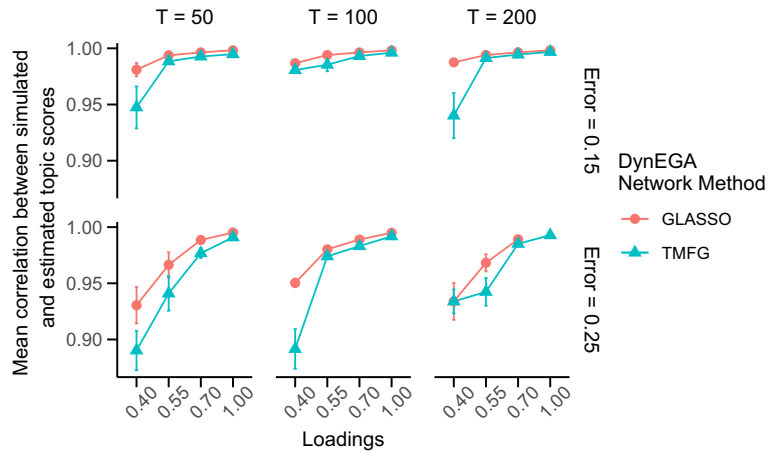 T = 50
T = 100
T = 200
1.00
0.95
0.90
Error = 0.15
1.00
0.95
0.90
Error = 0.25
Mean correlation between simulated
and estimated topic scores
0.40
0.55
0.70
1.00
0.40
0.55
0.70
1.00
0.40
0.55
0.70
1.00
Loadings
DynEGA
Network Method
GLASSO
TMFG